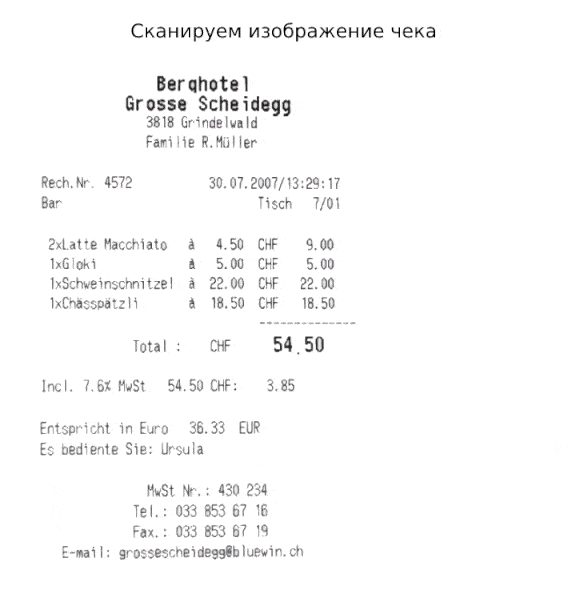 Сканируем изображение чека
Berghotel
Grosse Scheidegg
3818 Grindelwald
Familie R.Müller
Rech.Nr. 4572 30.07.2007/13:29:17
Bar Tisch 7/01
2xLatte Macchiato à 4.50 CHF 9.00
1xGloki à 5.00 CHF 5.00
1xSchweinschnitzel à 22.00 CHF 22.00
1xChässpätzli à 18.50 CHF 18.50
--------------
Total : CHF 54.50
Incl. 7.6% MwSt 54.50 CHF: 3.85
Entspricht in Euro 36.33 EUR
Es bediente Sie: Ursula
MwSt Nr.: 430 234
Tel.: 033 853 67 16
Fax.: 033 853 67 19
E-mail: grossescheidegg@bluewin.ch